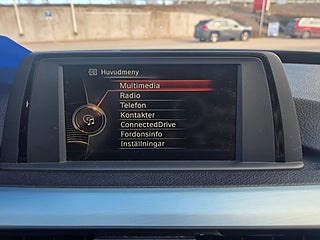 Huvudmeny
Multimedia
Radio
Telefon
Kontakter
ConnectedDrive
Fordonsinfo
Inställningar